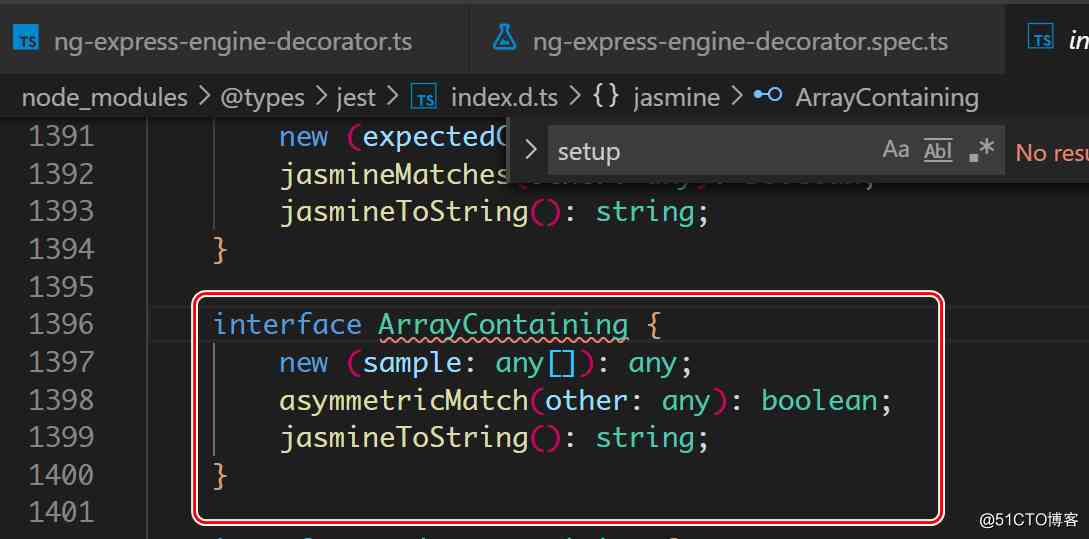 TS ng-express-engine-decorator.ts ng-express-engine-decorator.spec.ts TS in
node_modules > @types > jest > TS index.d.ts > {} jasmine > ArrayContaining
setup Aa Abl .* No resu
1391 new (expectedC
1392 jasmineMatches
1393 jasmineToString(): string;
1394 }
1395
1396 interface ArrayContaining {
1397 new (sample: any[]): any;
1398 asymmetricMatch(other: any): boolean;
1399 jasmineToString(): string;
1400 }
1401
@51CTO博客